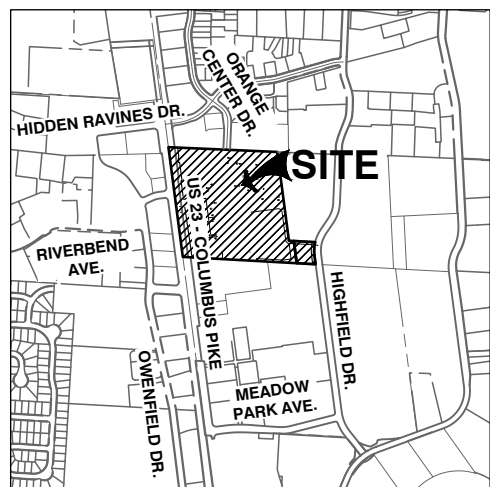 ORANGE
CENTER DR.
HIDDEN RAVINES DR.
SITE
US 23 - COLUMBUS PIKE
RIVERBEND
AVE.
HIGHFIELD DR.
OWENFIELD DR.
MEADOW
PARK AVE.